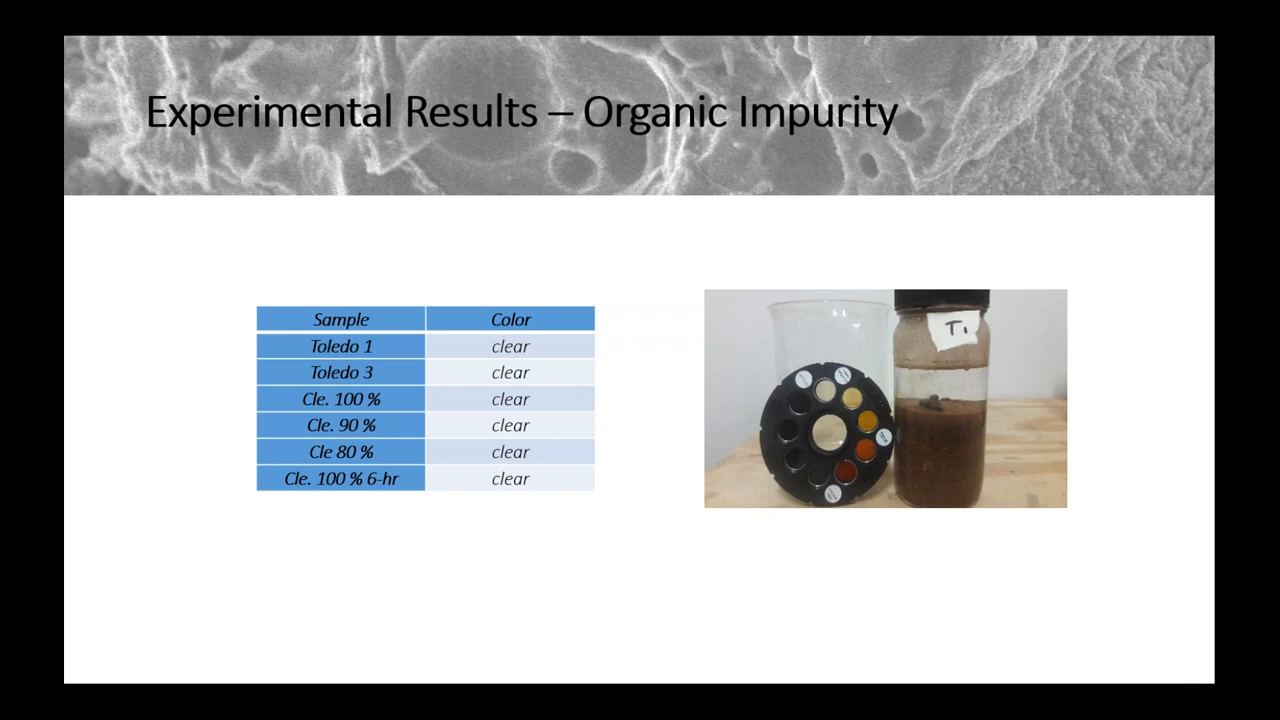 Experimental Results – Organic Impurity
Sample Color
Toledo 1 clear
Toledo 3 clear
Cle. 100 % clear
Cle. 90 % clear
Cle 80 % clear
Cle. 100 % 6-hr clear
T1